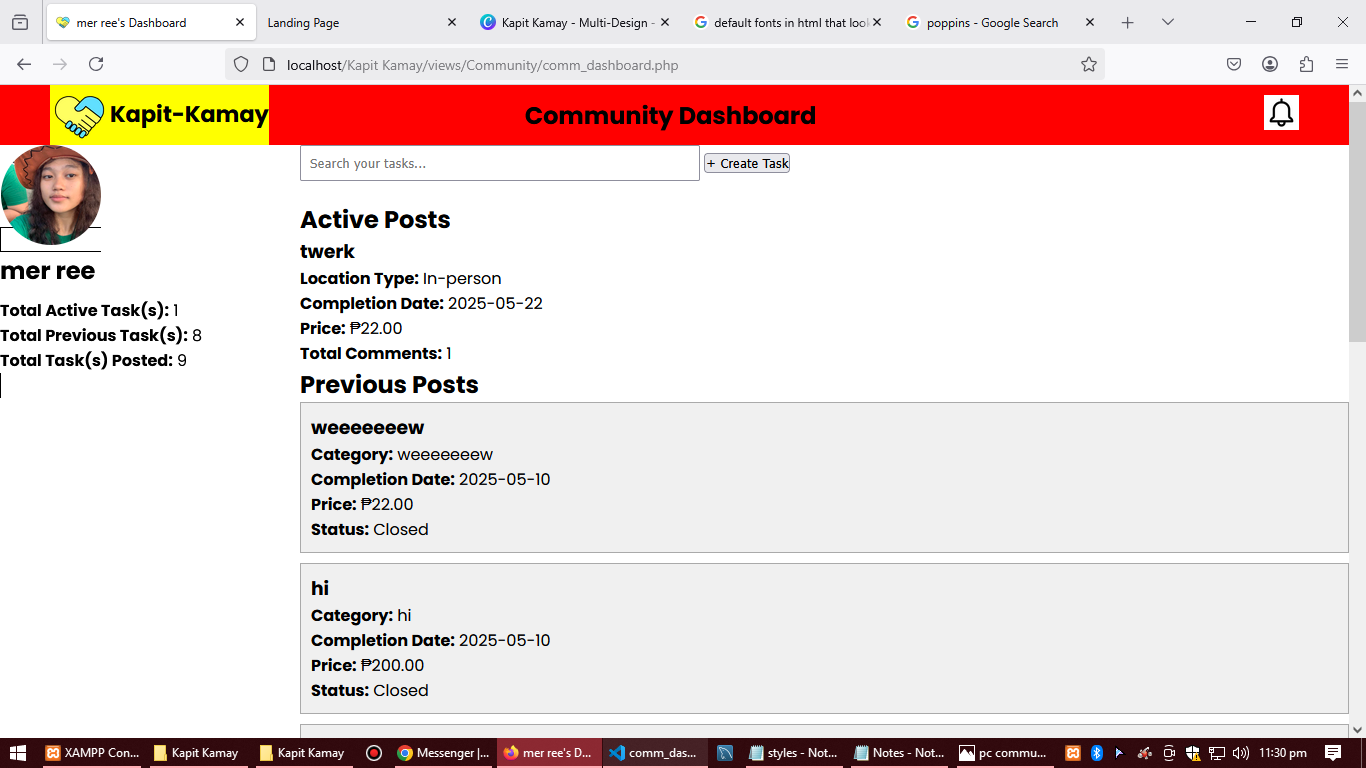 mer ree's Dashboard
Landing Page
Kapit Kamay - Multi-Design -
default fonts in html that look
poppins - Google Search
localhost/Kapit Kamay/views/Community/comm_dashboard.php
Kapit-Kamay
Community Dashboard
Search your tasks...
+ Create Task
mer ree
Total Active Task(s): 1
Total Previous Task(s): 8
Total Task(s) Posted: 9
Active Posts
twerk
Location Type: In-person
Completion Date: 2025-05-22
Price: ₱22.00
Total Comments: 1
Previous Posts
weeeeeeew
Category: weeeeeeew
Completion Date: 2025-05-10
Price: ₱22.00
Status: Closed
hi
Category: hi
Completion Date: 2025-05-10
Price: ₱200.00
Status: Closed
XAMPP Con...
Kapit Kamay
Kapit Kamay
Messenger |...
mer ree's D...
comm_das...
styles - Not...
Notes - Not...
pc commu...
11:30 pm